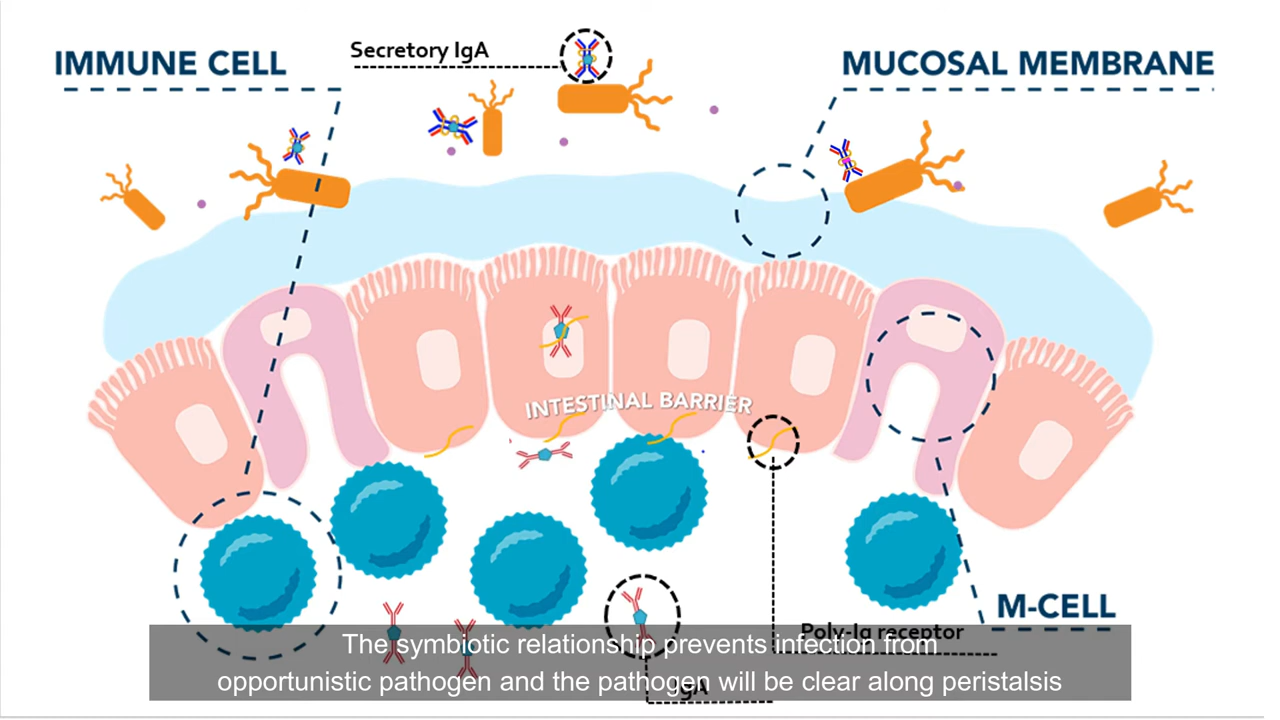 Secretory IgA
IMMUNE CELL
MUCOSAL MEMBRANE
INTESTINAL BARRIER
M-CELL
Poly-Ig receptor
IgA
The symbiotic relationship prevents infection from
opportunistic pathogen and the pathogen will be clear along peristalsis